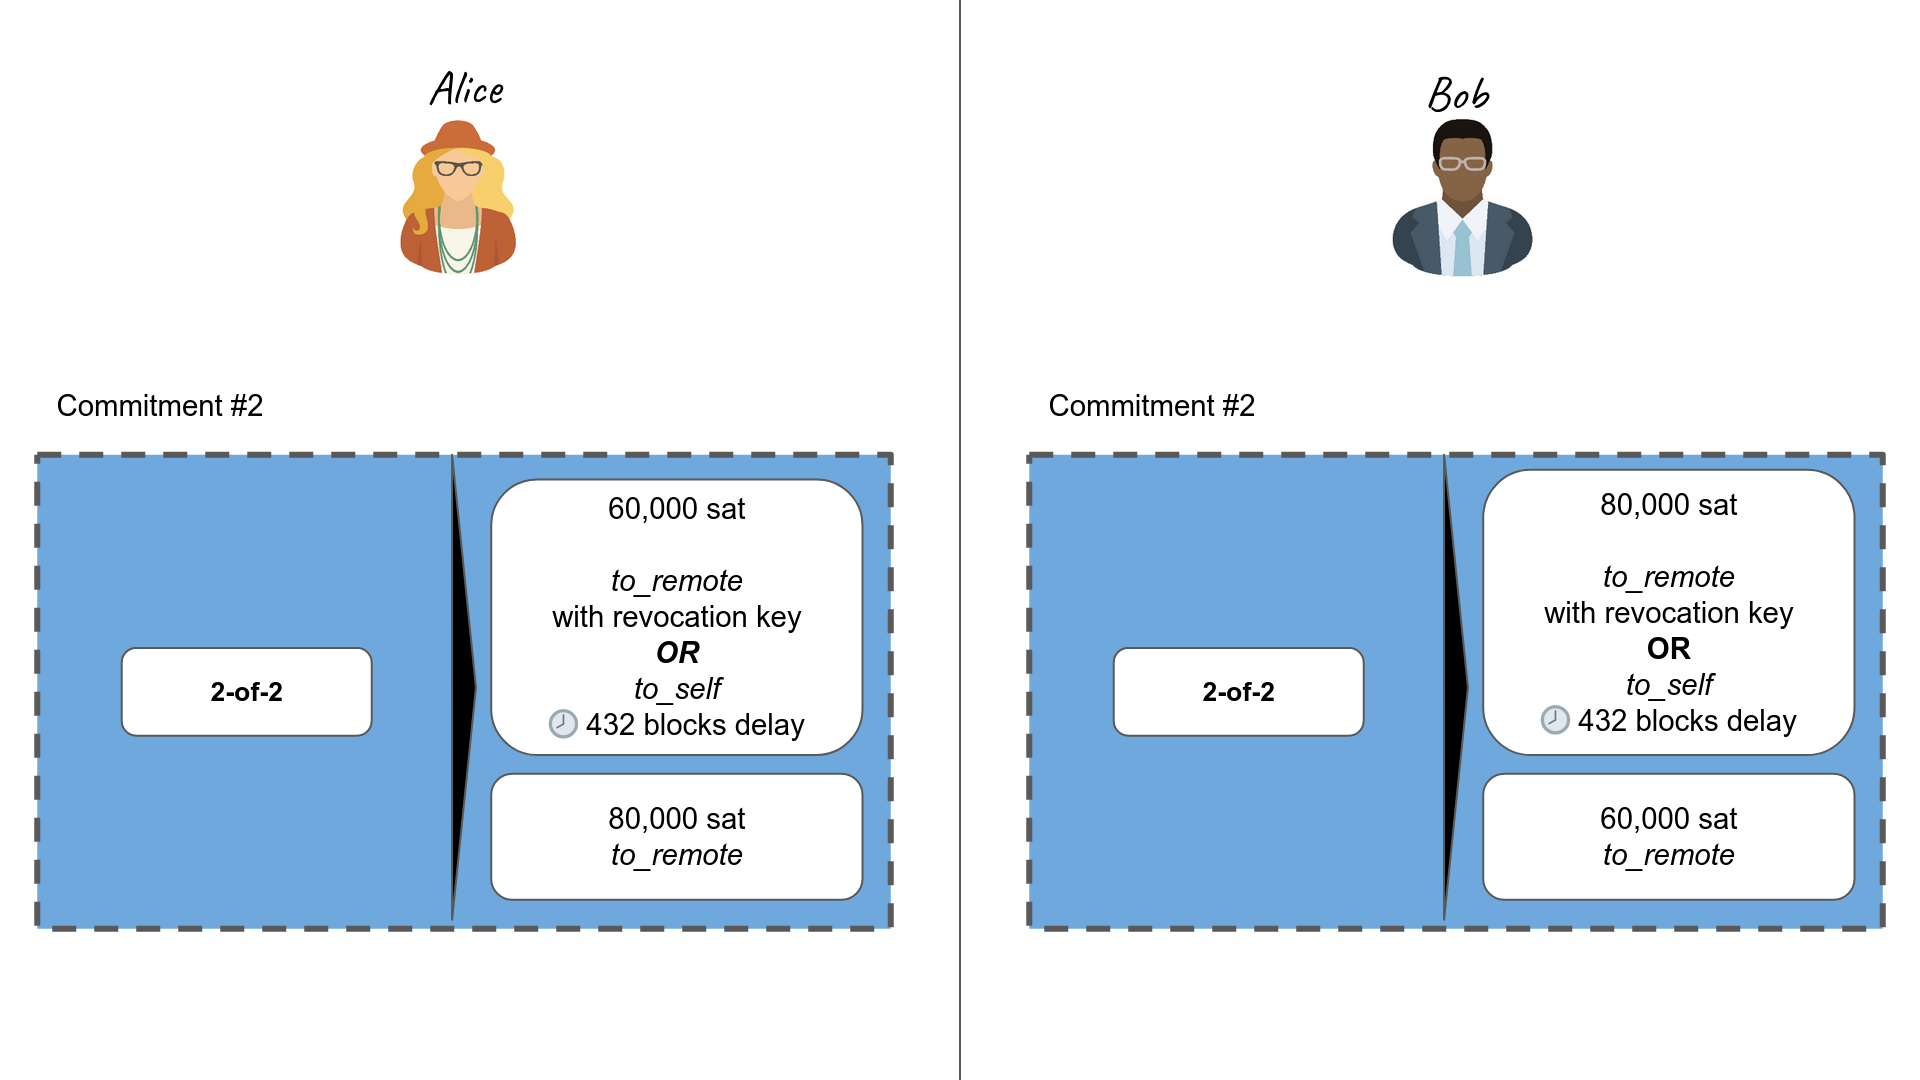 Alice
Commitment #2
2-of-2
60,000 sat
to_remote
with revocation key
OR
to_self
432 blocks delay
80,000 sat
to_remote
Bob
Commitment #2
2-of-2
80,000 sat
to_remote
with revocation key
OR
to_self
432 blocks delay
60,000 sat
to_remote